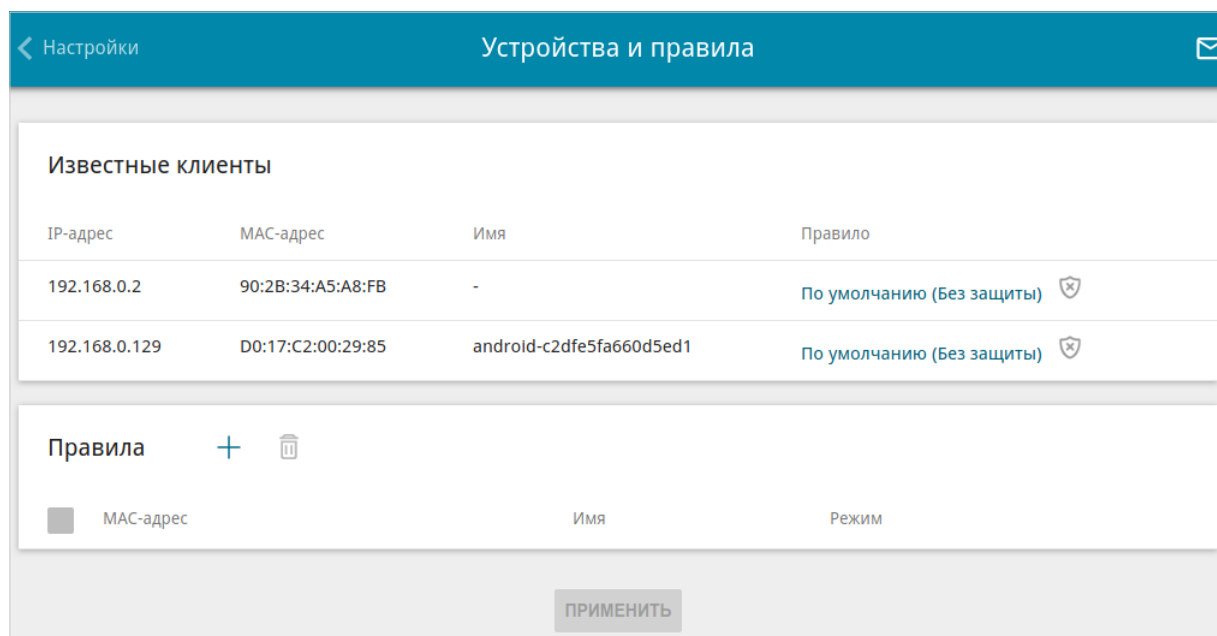 Настройки
Устройства и правила
Известные клиенты
IP-адрес MAC-адрес Имя Правило
192.168.0.2 90:2B:34:A5:A8:FB - По умолчанию (Без защиты)
192.168.0.129 D0:17:C2:00:29:85 android-c2dfe5fa660d5ed1 По умолчанию (Без защиты)
Правила
MAC-адрес Имя Режим
ПРИМЕНИТЬ